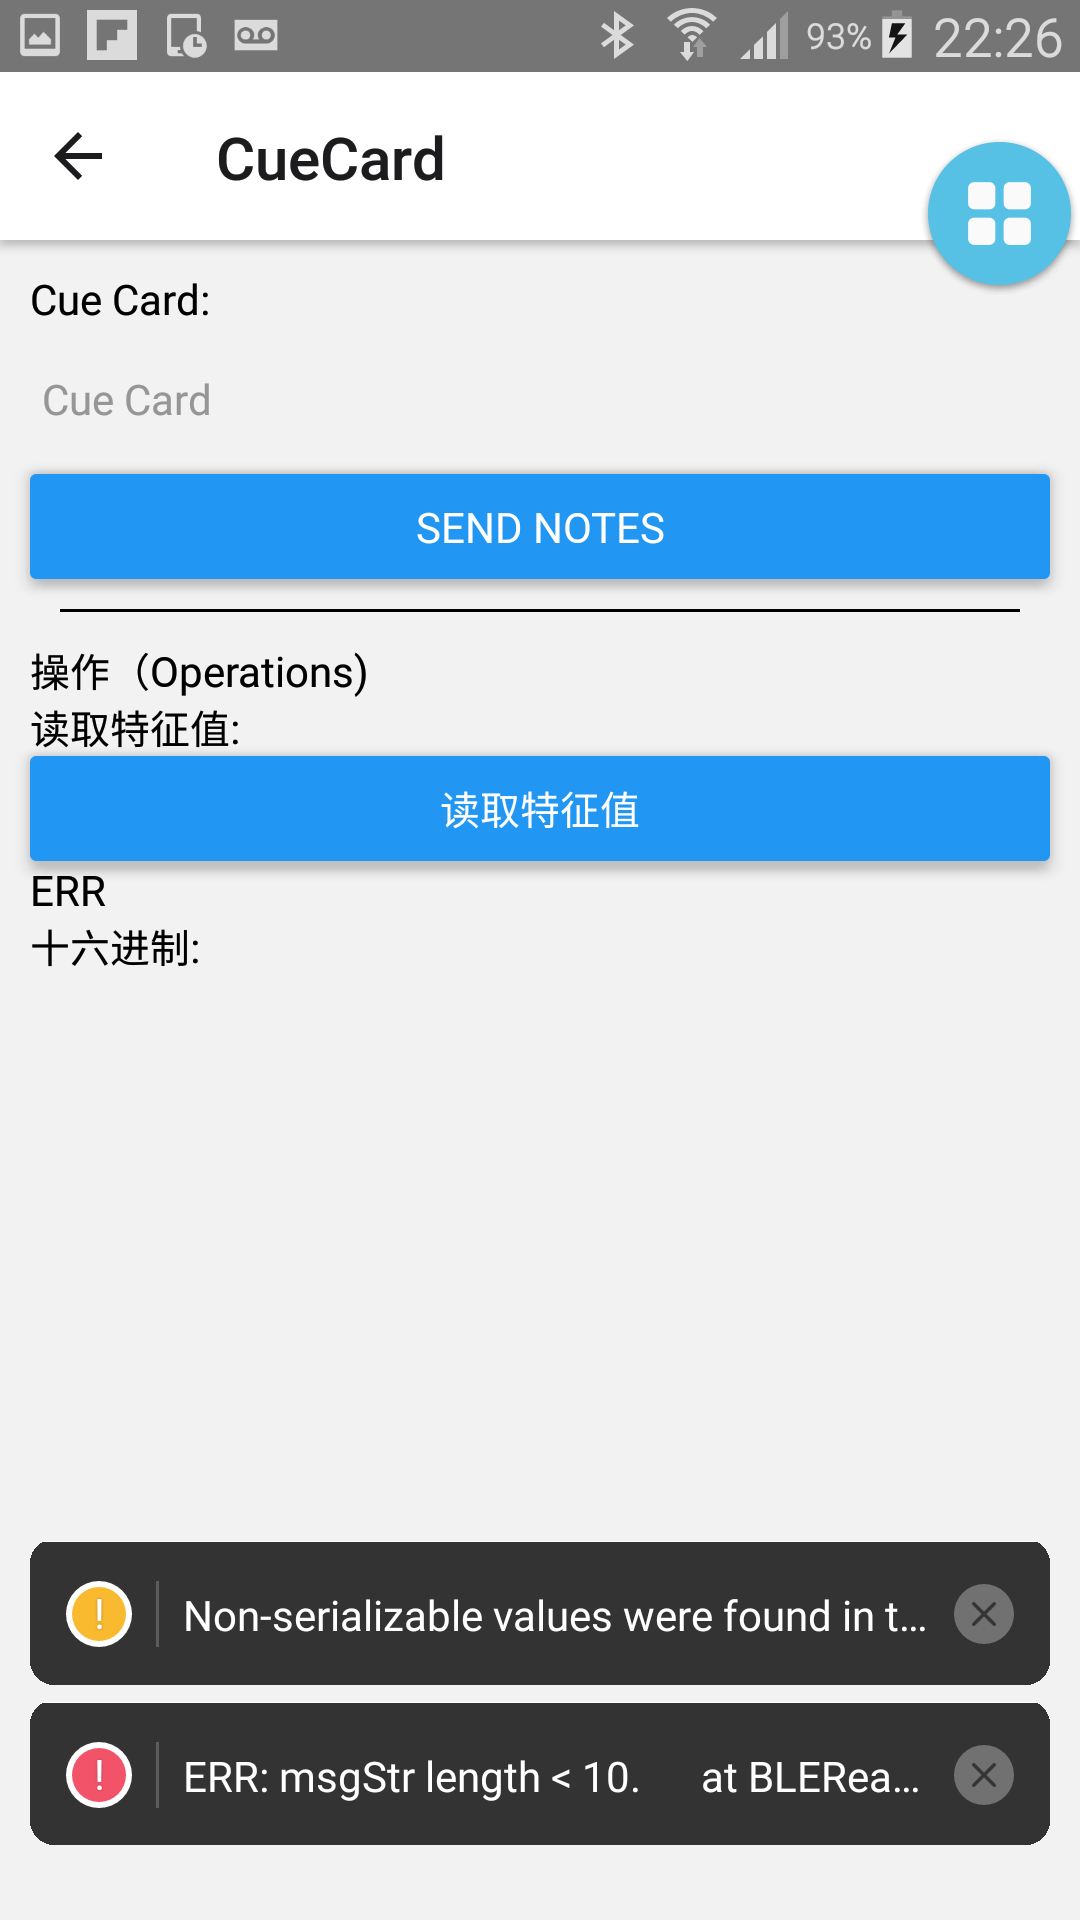 93% 22:26
CueCard
Cue Card:
Cue Card
SEND NOTES
操作（Operations)
读取特征值:
读取特征值
ERR
十六进制:
Non-serializable values were found in t...
ERR: msgStr length < 10. at BLERea...